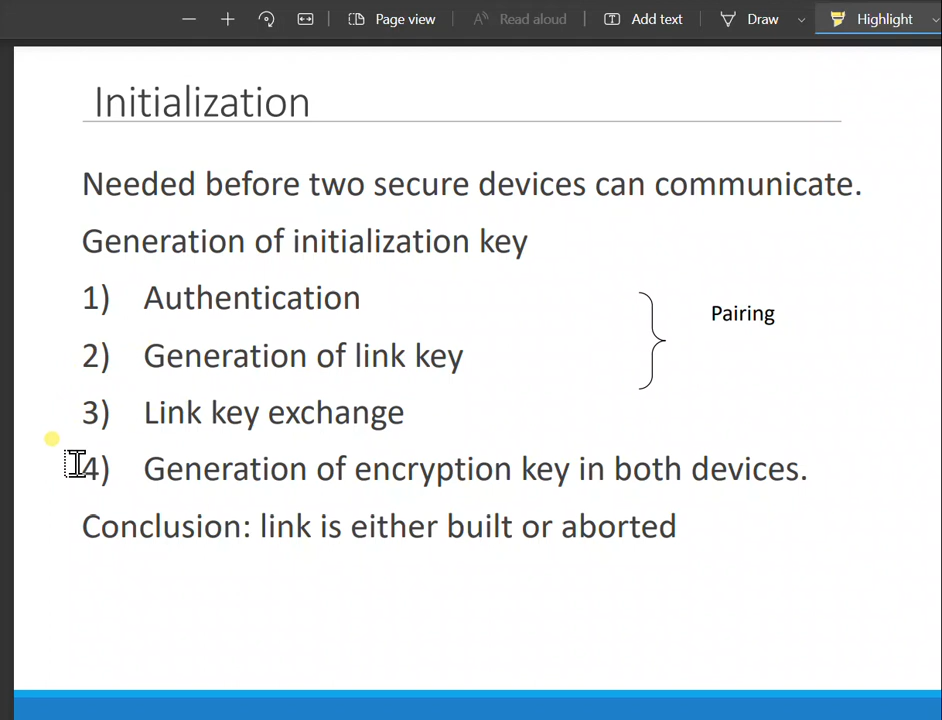 Page view Read aloud Add text Draw Highlight
Initialization
Needed before two secure devices can communicate.
Generation of initialization key
1) Authentication
Pairing
2) Generation of link key
3) Link key exchange
4) Generation of encryption key in both devices.
Conclusion: link is either built or aborted